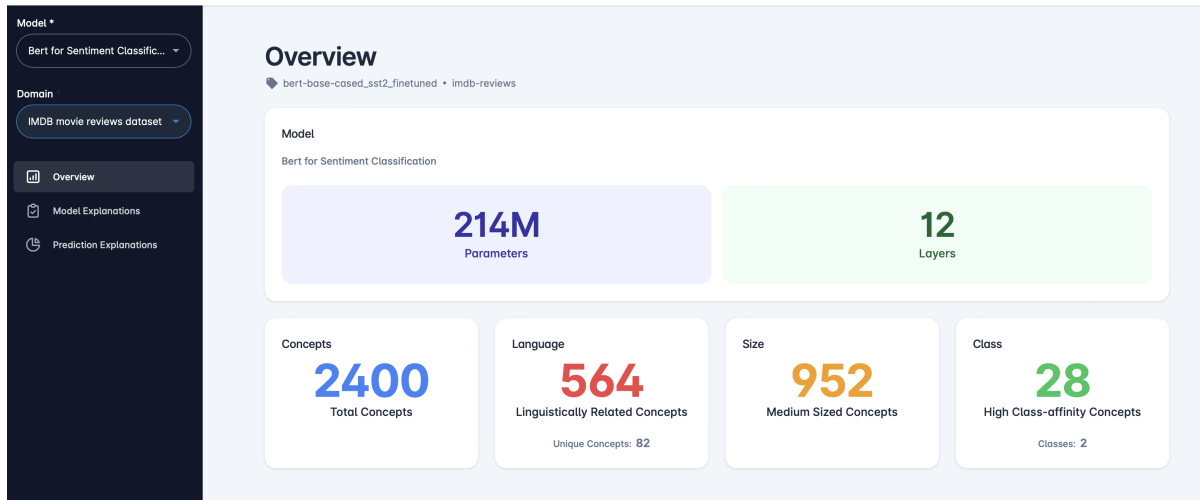 Model *
Bert for Sentiment Classific...
Domain *
IMDB movie reviews dataset
Overview
Model Explanations
Prediction Explanations
Overview
bert-base-cased_sst2_finetuned • imdb-reviews
Model
Bert for Sentiment Classification
214M
Parameters
12
Layers
Concepts
2400
Total Concepts
Language
564
Linguistically Related Concepts
Unique Concepts: 82
Size
952
Medium Sized Concepts
Class
28
High Class-affinity Concepts
Classes: 2